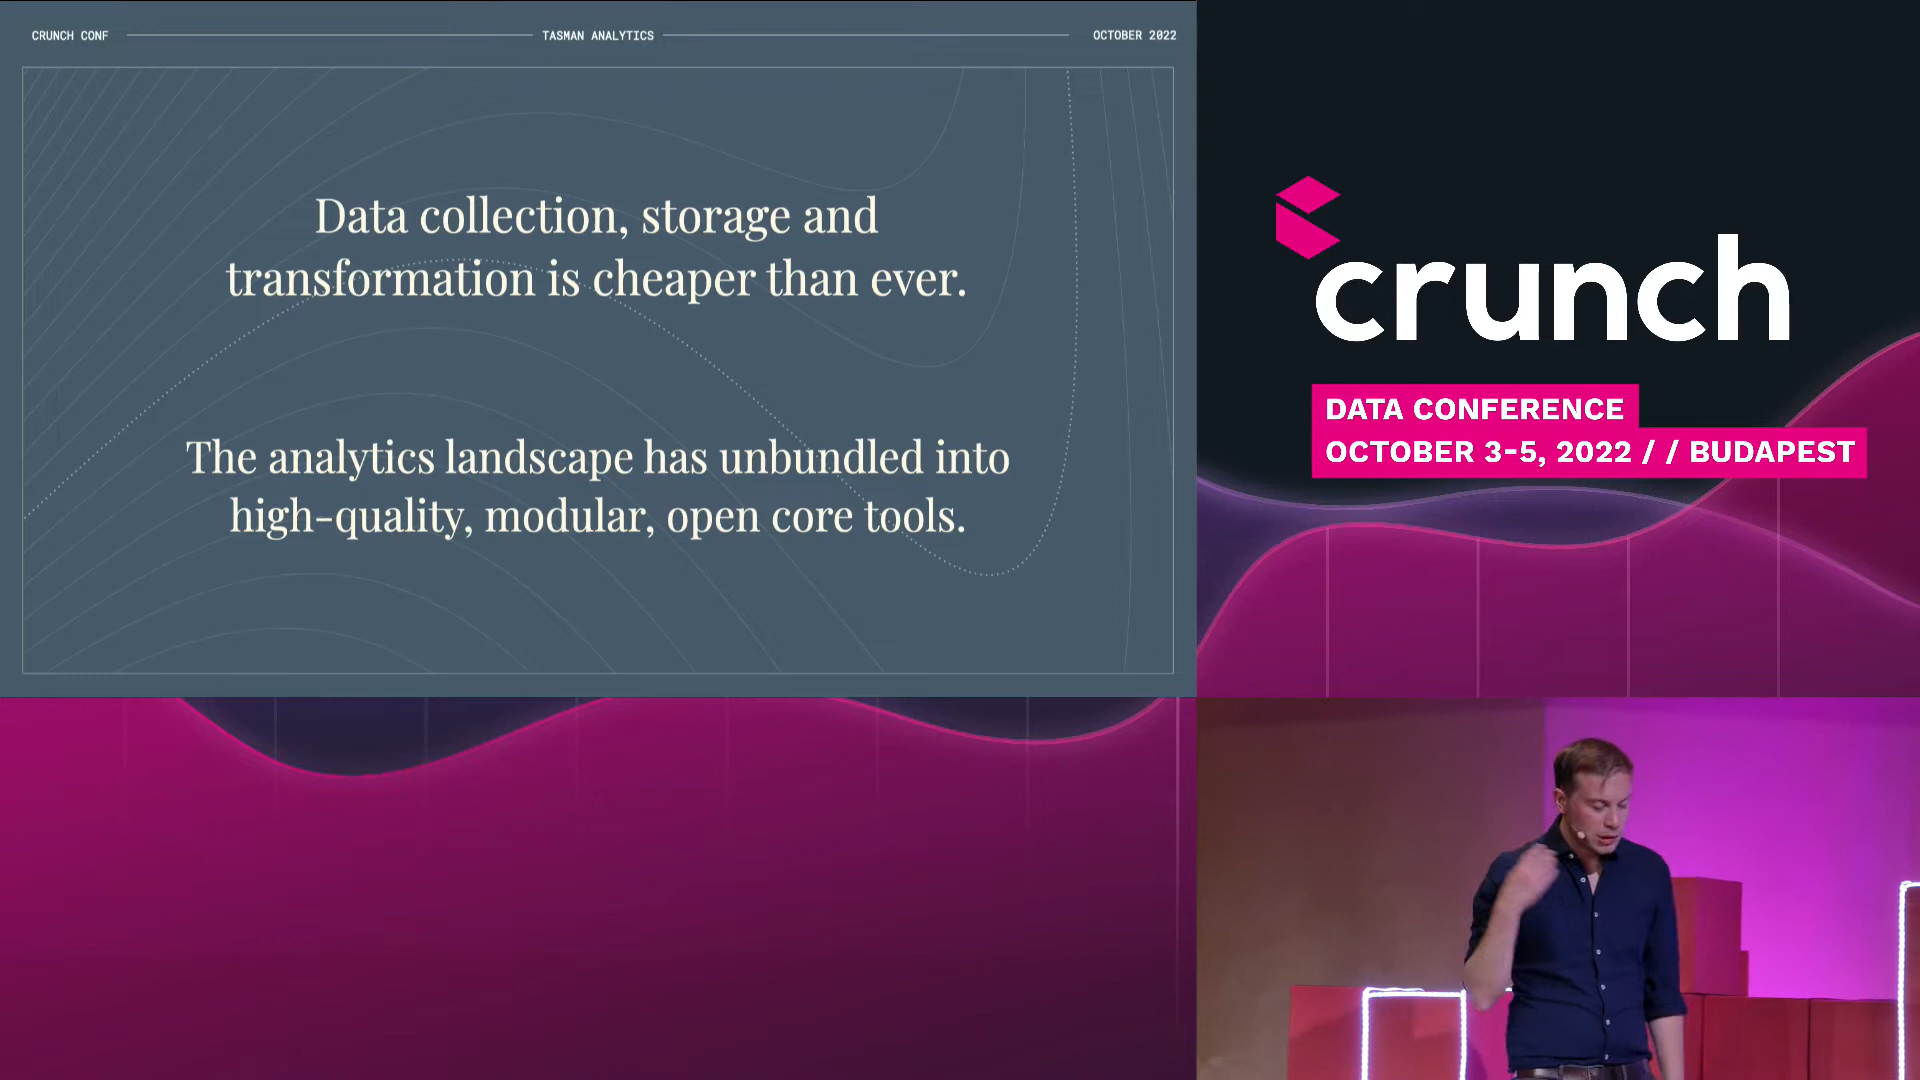 CRUNCH CONF
TASMAN ANALYTICS
OCTOBER 2022
Data collection, storage and
transformation is cheaper than ever.
The analytics landscape has unbundled into
high-quality, modular, open core tools.
crunch
DATA CONFERENCE
OCTOBER 3-5, 2022 / / BUDAPEST